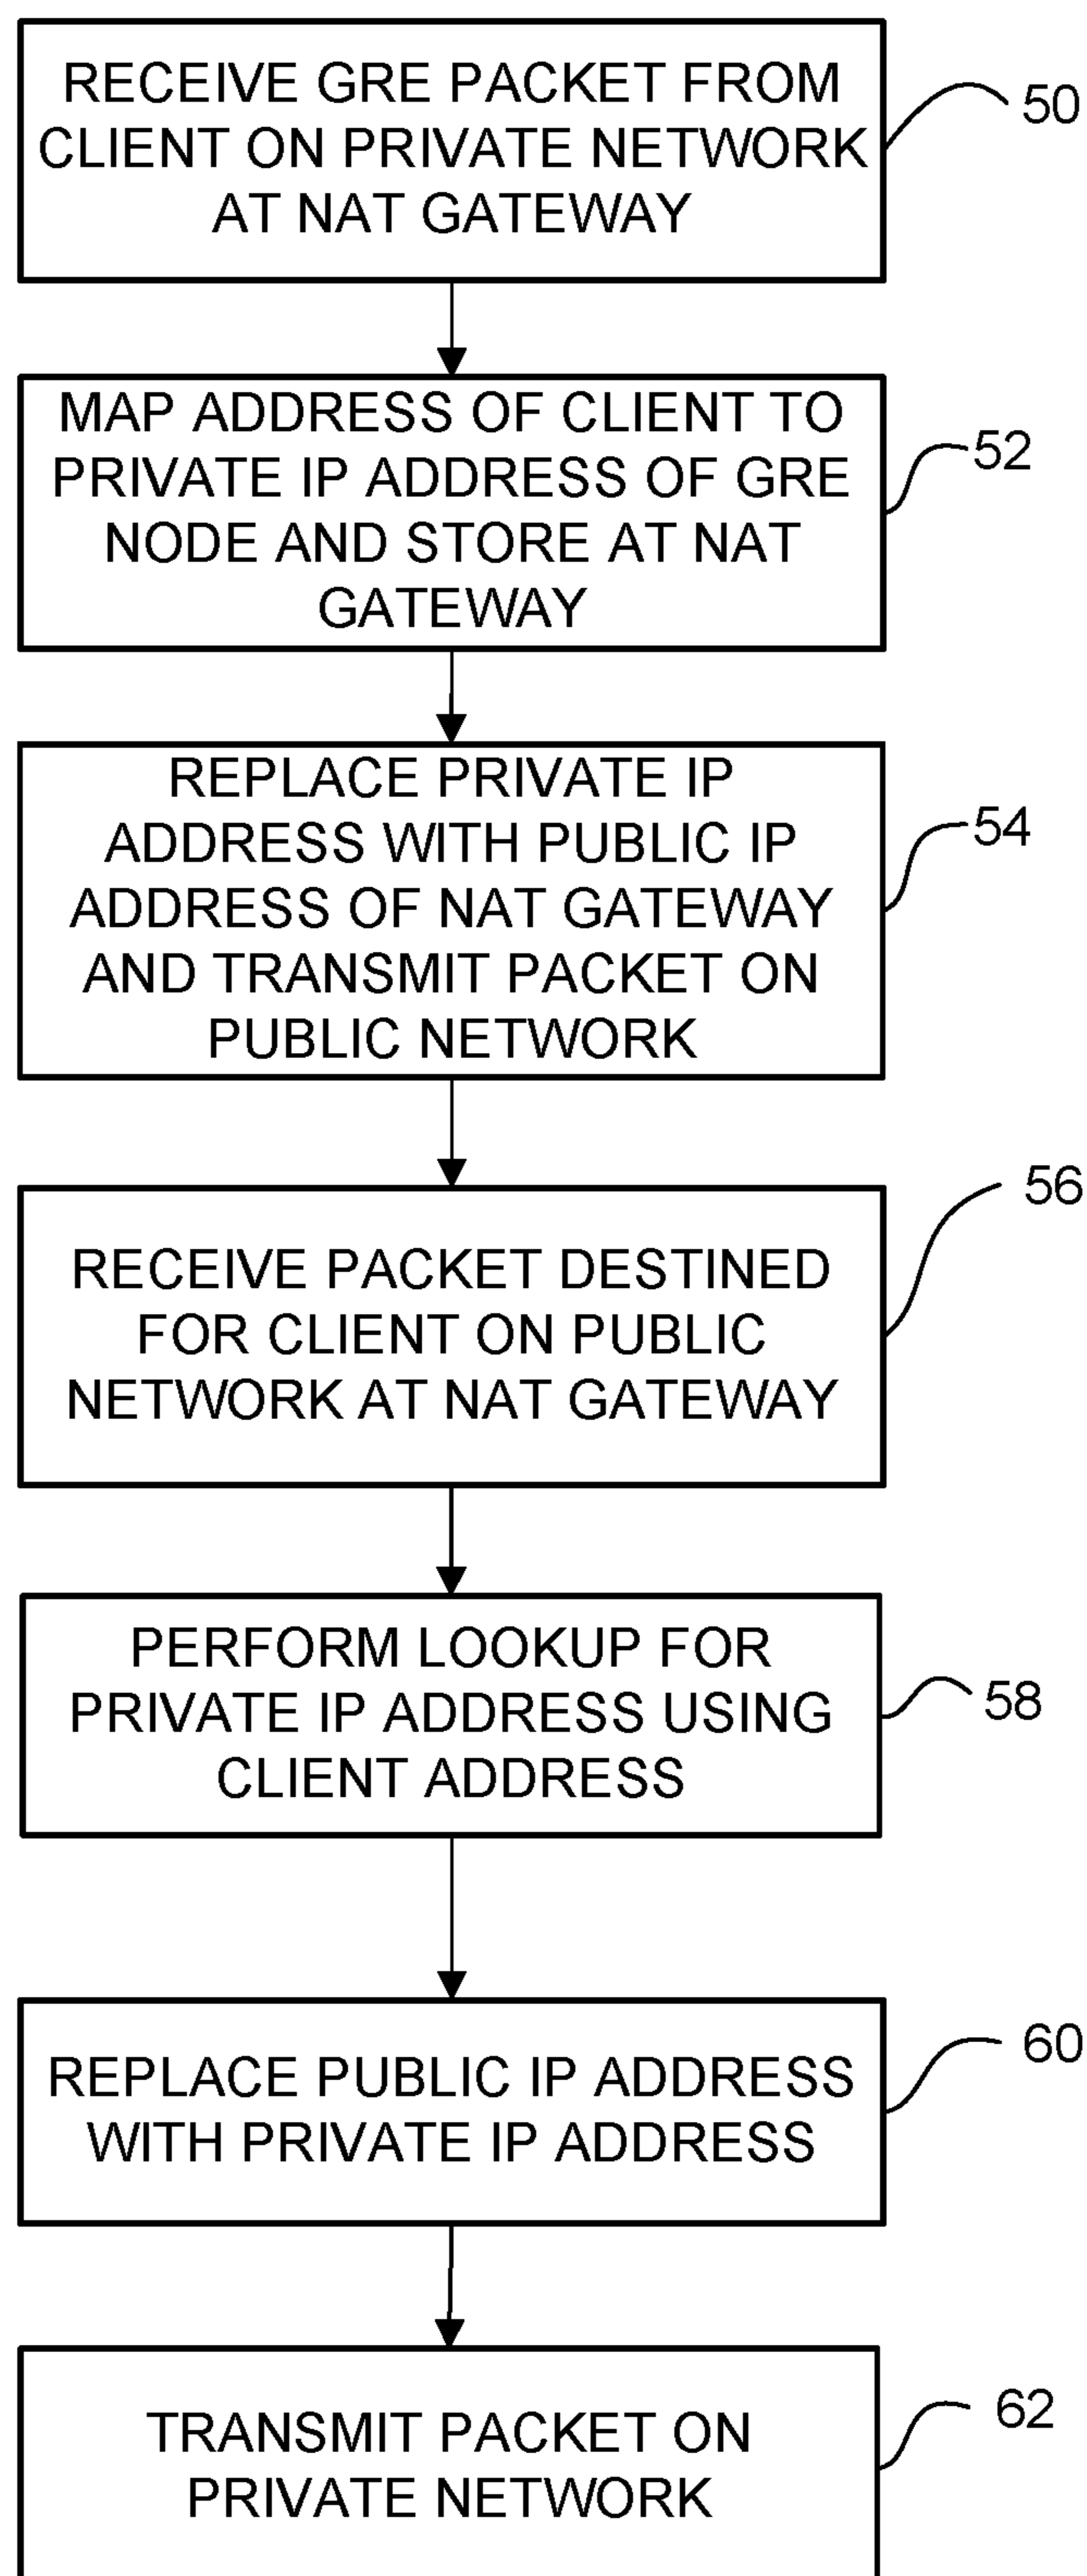 RECEIVE GRE PACKET FROM
CLIENT ON PRIVATE NETWORK
AT NAT GATEWAY
50
MAP ADDRESS OF CLIENT TO
PRIVATE IP ADDRESS OF GRE
NODE AND STORE AT NAT
GATEWAY
52
REPLACE PRIVATE IP
ADDRESS WITH PUBLIC IP
ADDRESS OF NAT GATEWAY
AND TRANSMIT PACKET ON
PUBLIC NETWORK
54
RECEIVE PACKET DESTINED
FOR CLIENT ON PUBLIC
NETWORK AT NAT GATEWAY
56
PERFORM LOOKUP FOR
PRIVATE IP ADDRESS USING
CLIENT ADDRESS
58
REPLACE PUBLIC IP ADDRESS
WITH PRIVATE IP ADDRESS
60
TRANSMIT PACKET ON
PRIVATE NETWORK
62